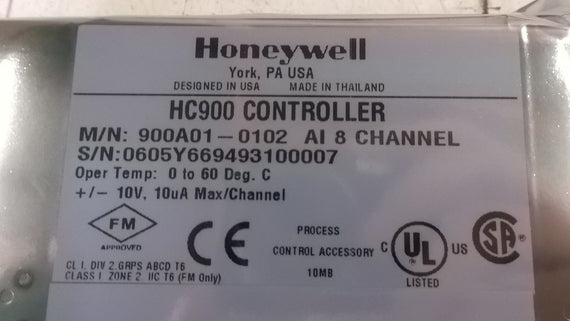 Honeywell
York, PA USA
DESIGNED IN USA MADE IN THAILAND
HC900 CONTROLLER
M/N: 900A01-0102 AI 8 CHANNEL
S/N:0605Y669493100007
Oper Temp: 0 to 60 Deg. C
+/- 10V, 10uA Max/Channel
FM
APPROVED
CL I, DIV 2,GRPS ABCD T6
CLASS I ZONE 2 IIC T6 (FM Only)
CE
PROCESS
CONTROL ACCESSORY
10MB
C UL US
LISTED
SA ®